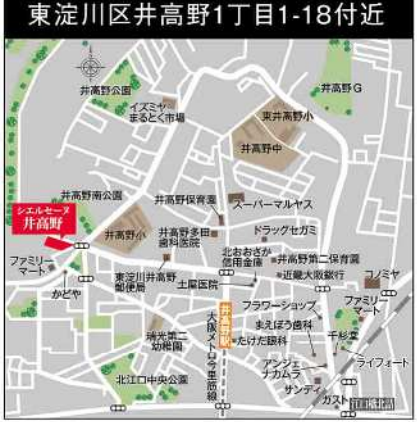 東淀川区井高野1丁目1-18付近
井高野公園
井高野G
イズミヤ
まるとく市場
東井高野小
井高野中
井高野南公園
井高野保育園
スーパーマルヤス
シエルセーヌ
井高野
井高野小
井高野多田
歯科医院
ドラッグセガミ
北おおさか
信用金庫
井高野第二保育園
ファミリー
マート
東淀川井高野
郵便局
近畿大阪銀行
コノミヤ
かどや
土屋医院
井高野駅
大阪メトロ今里筋線
フラワーショップ
ファミリー
マート
まえぼう歯科
千杉堂
瑞光第二
幼稚園
たけだ眼科
アンジェ
ナカムラ
ライフォート
北江口中央公園
サンディ
ガスト